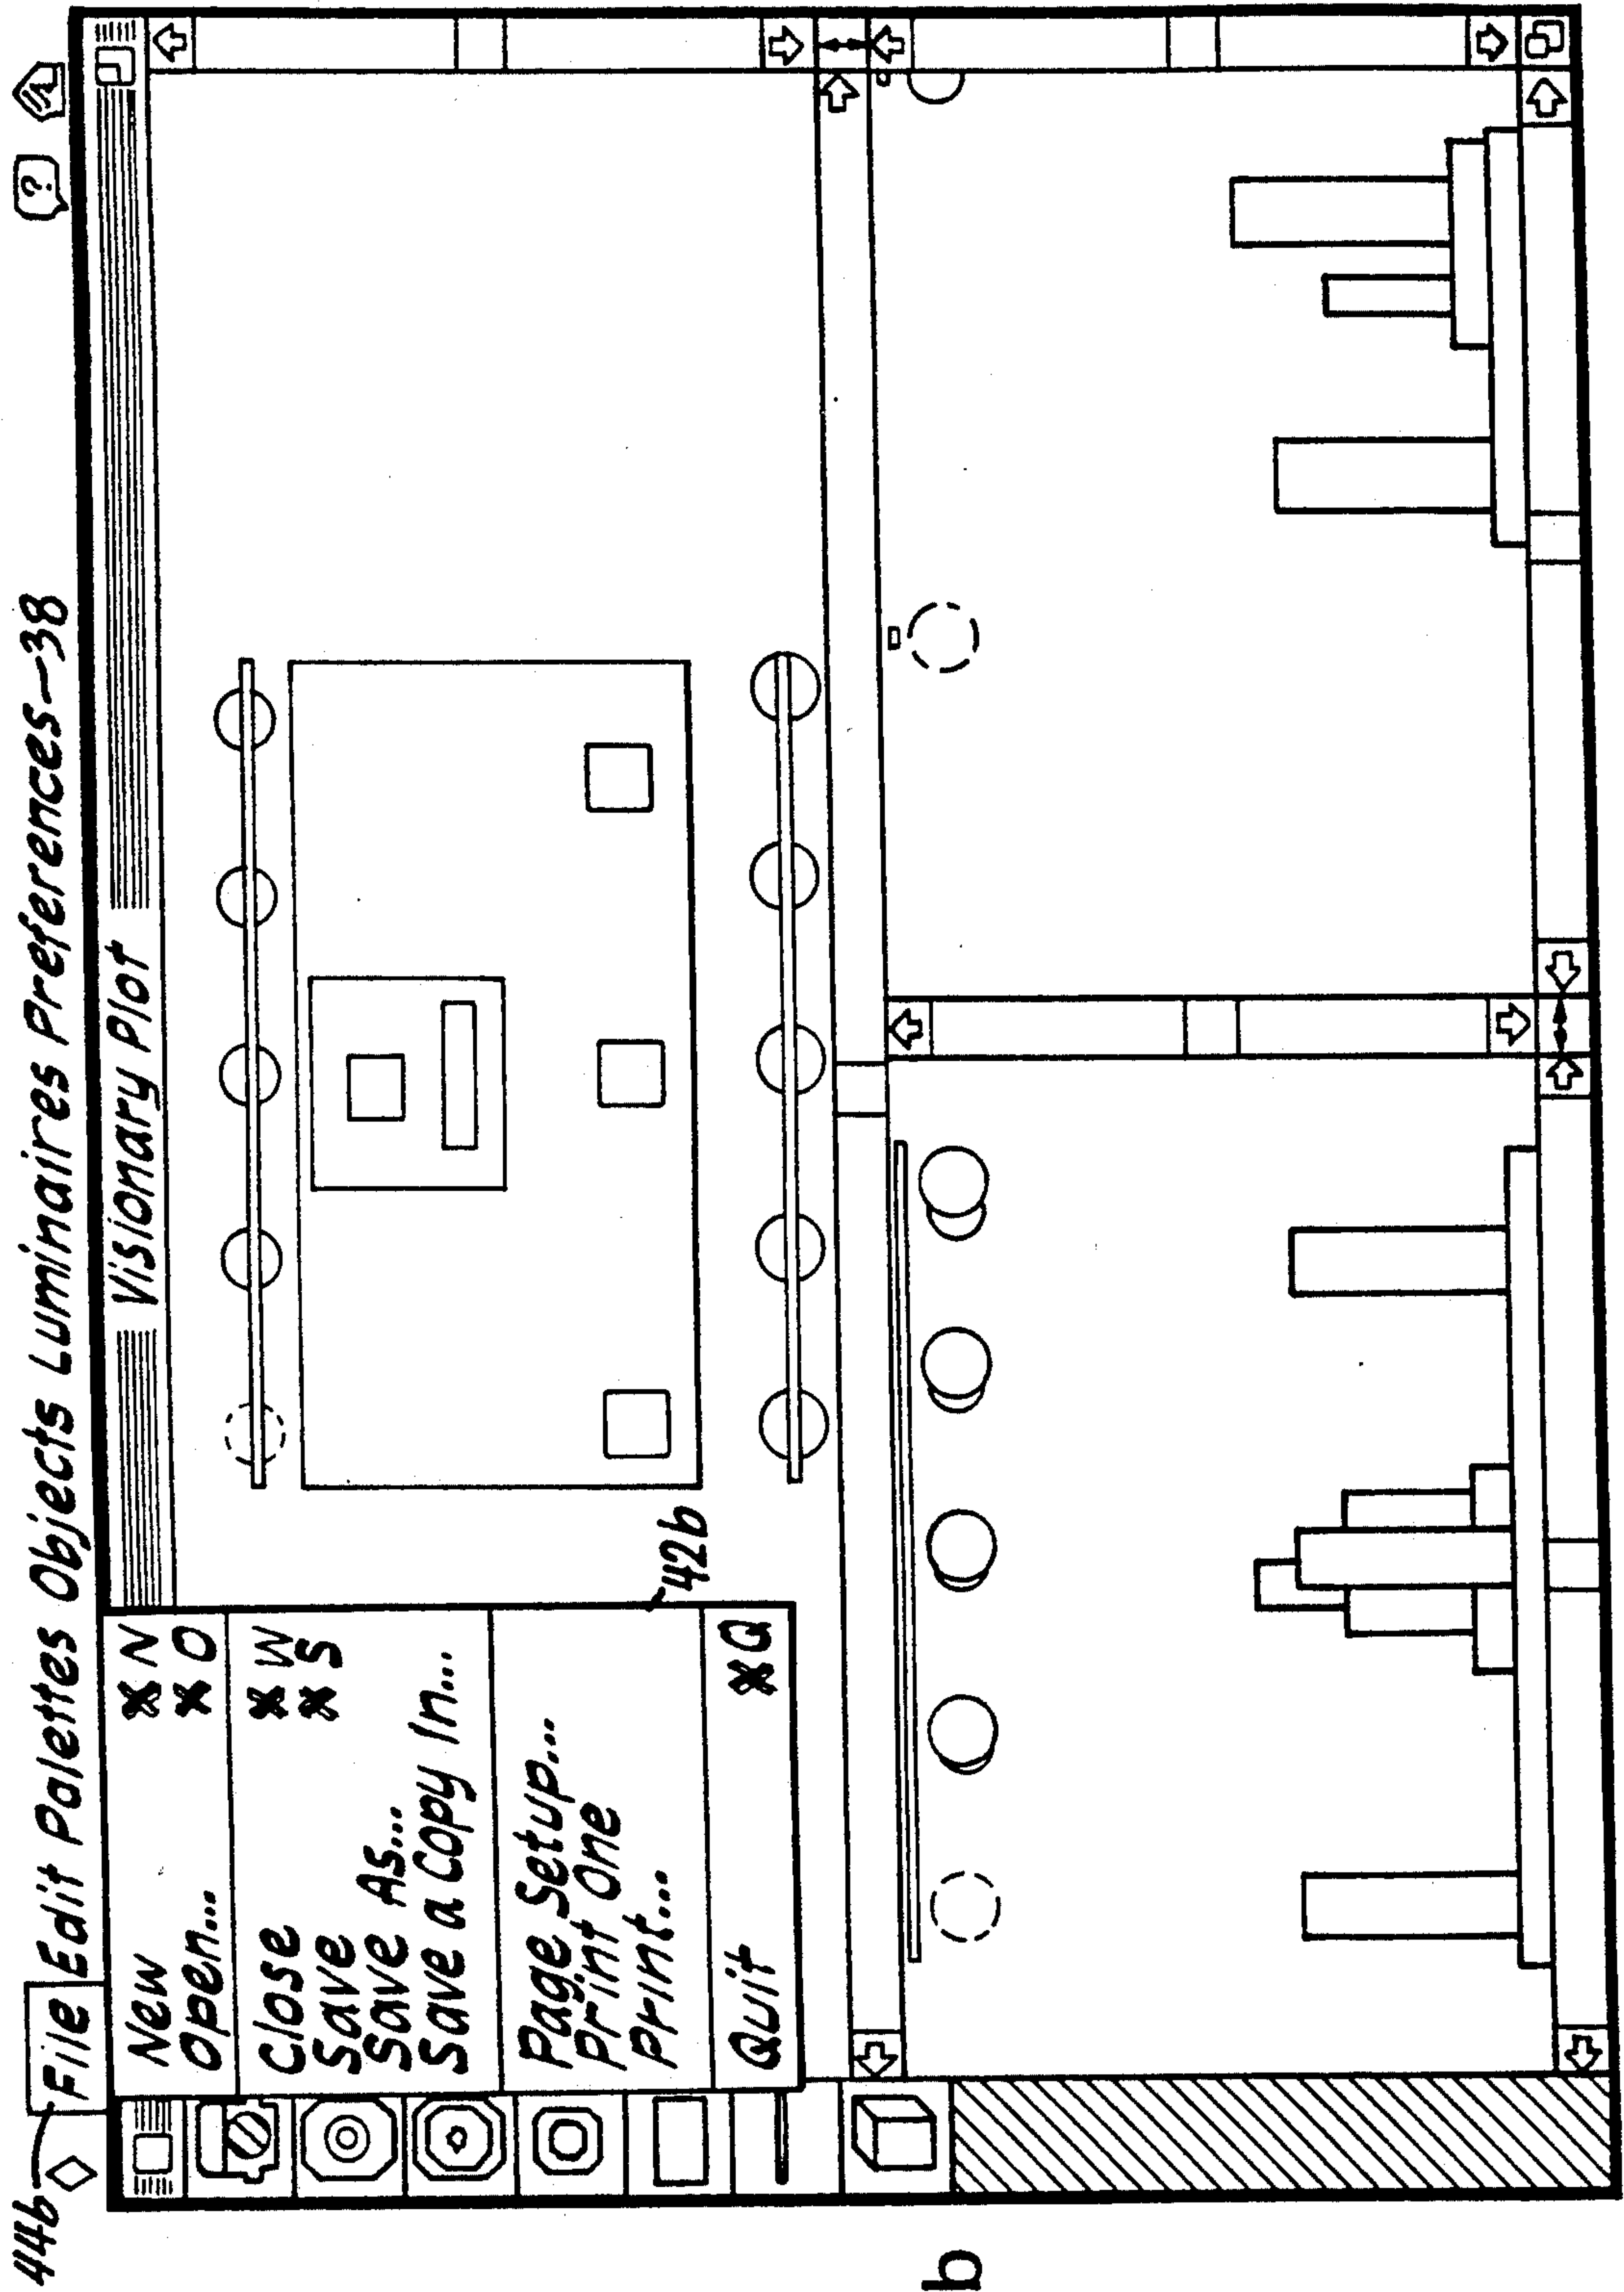 44b File Edit Palettes Objects Luminaires Preferences-38
?
Visionary Plot
New ⌘ N
Open... ⌘ O
Close ⌘ W
Save ⌘ S
Save As...
Save a Copy In...
Page Setup...
Print One
Print...
Quit ⌘ Q
42b
b